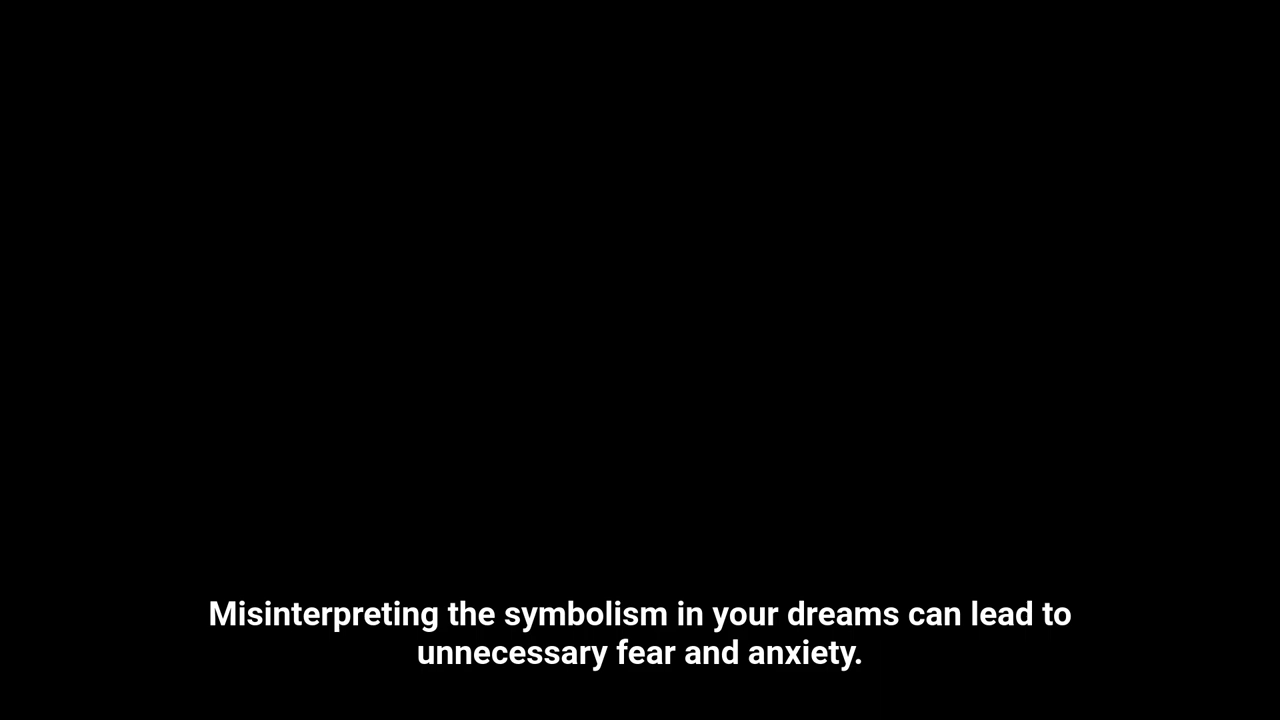 Misinterpreting the symbolism in your dreams can lead to
unnecessary fear and anxiety.